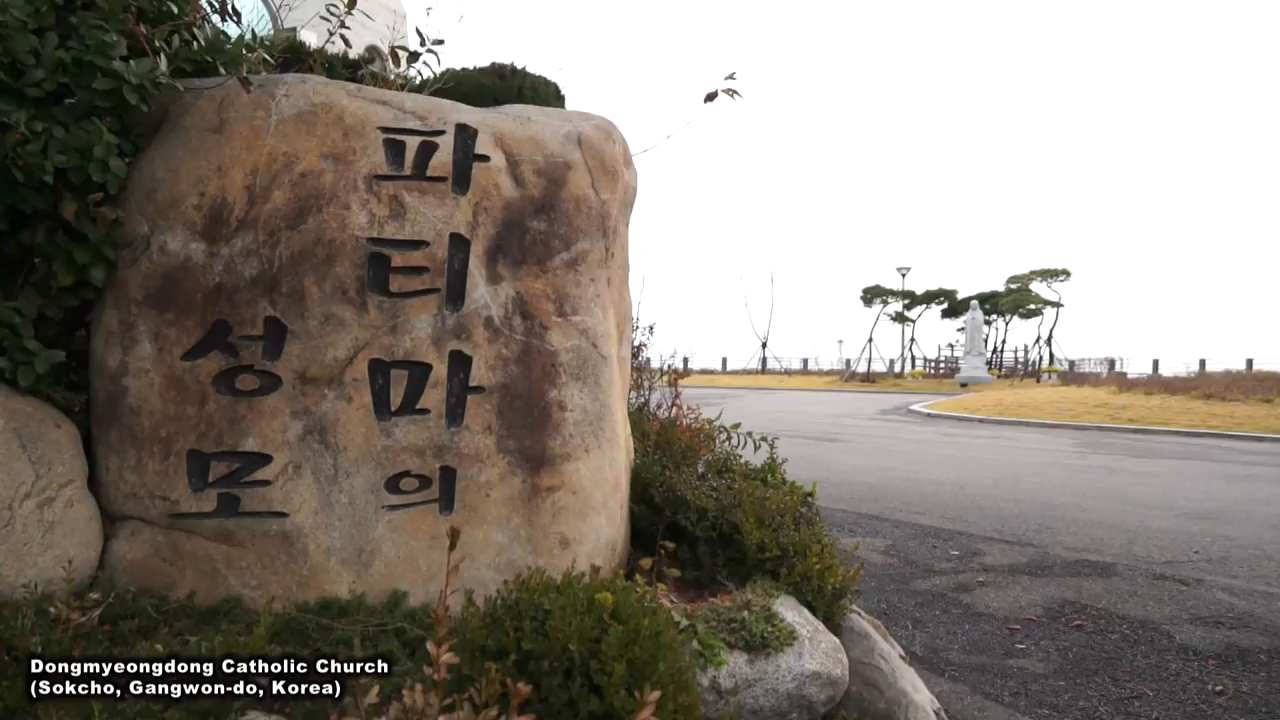 파티마의
성모
Dongmyeongdong Catholic Church
(Sokcho, Gangwon-do, Korea)